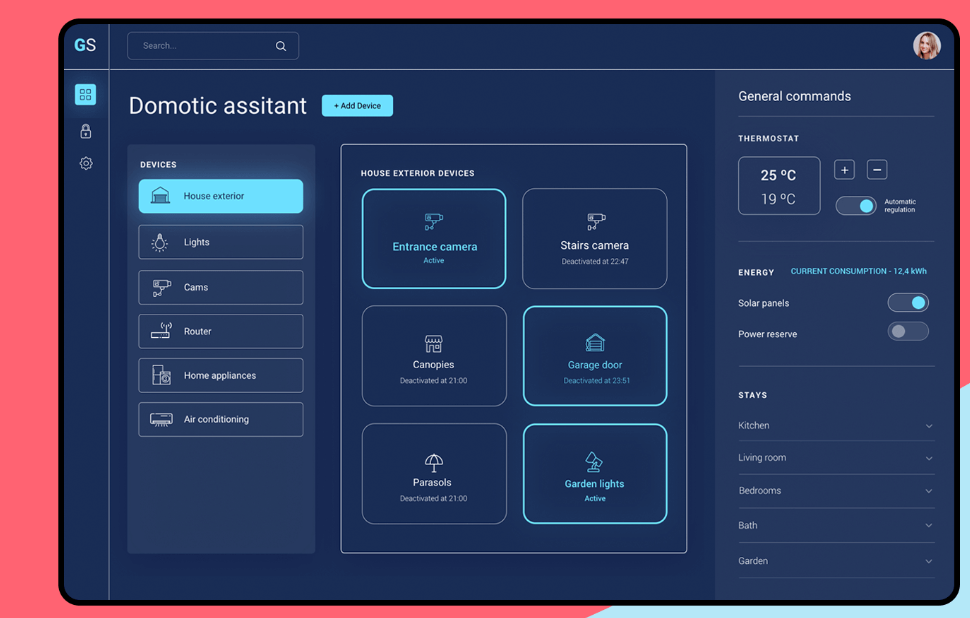 GS
Search...
Domotic assitant
+ Add Device
DEVICES
House exterior
Lights
Cams
Router
Home appliances
Air conditioning
HOUSE EXTERIOR DEVICES
Entrance camera
Active
Stairs camera
Deactivated at 22:47
Canopies
Deactivated at 21:00
Garage door
Deactivated at 23:51
Parasols
Deactivated at 21:00
Garden lights
Active
General commands
THERMOSTAT
25 ºC
19 ºC
+ −
Automatic
regulation
ENERGY CURRENT CONSUMPTION - 12,4 kWh
Solar panels
Power reserve
STAYS
Kitchen
Living room
Bedrooms
Bath
Garden